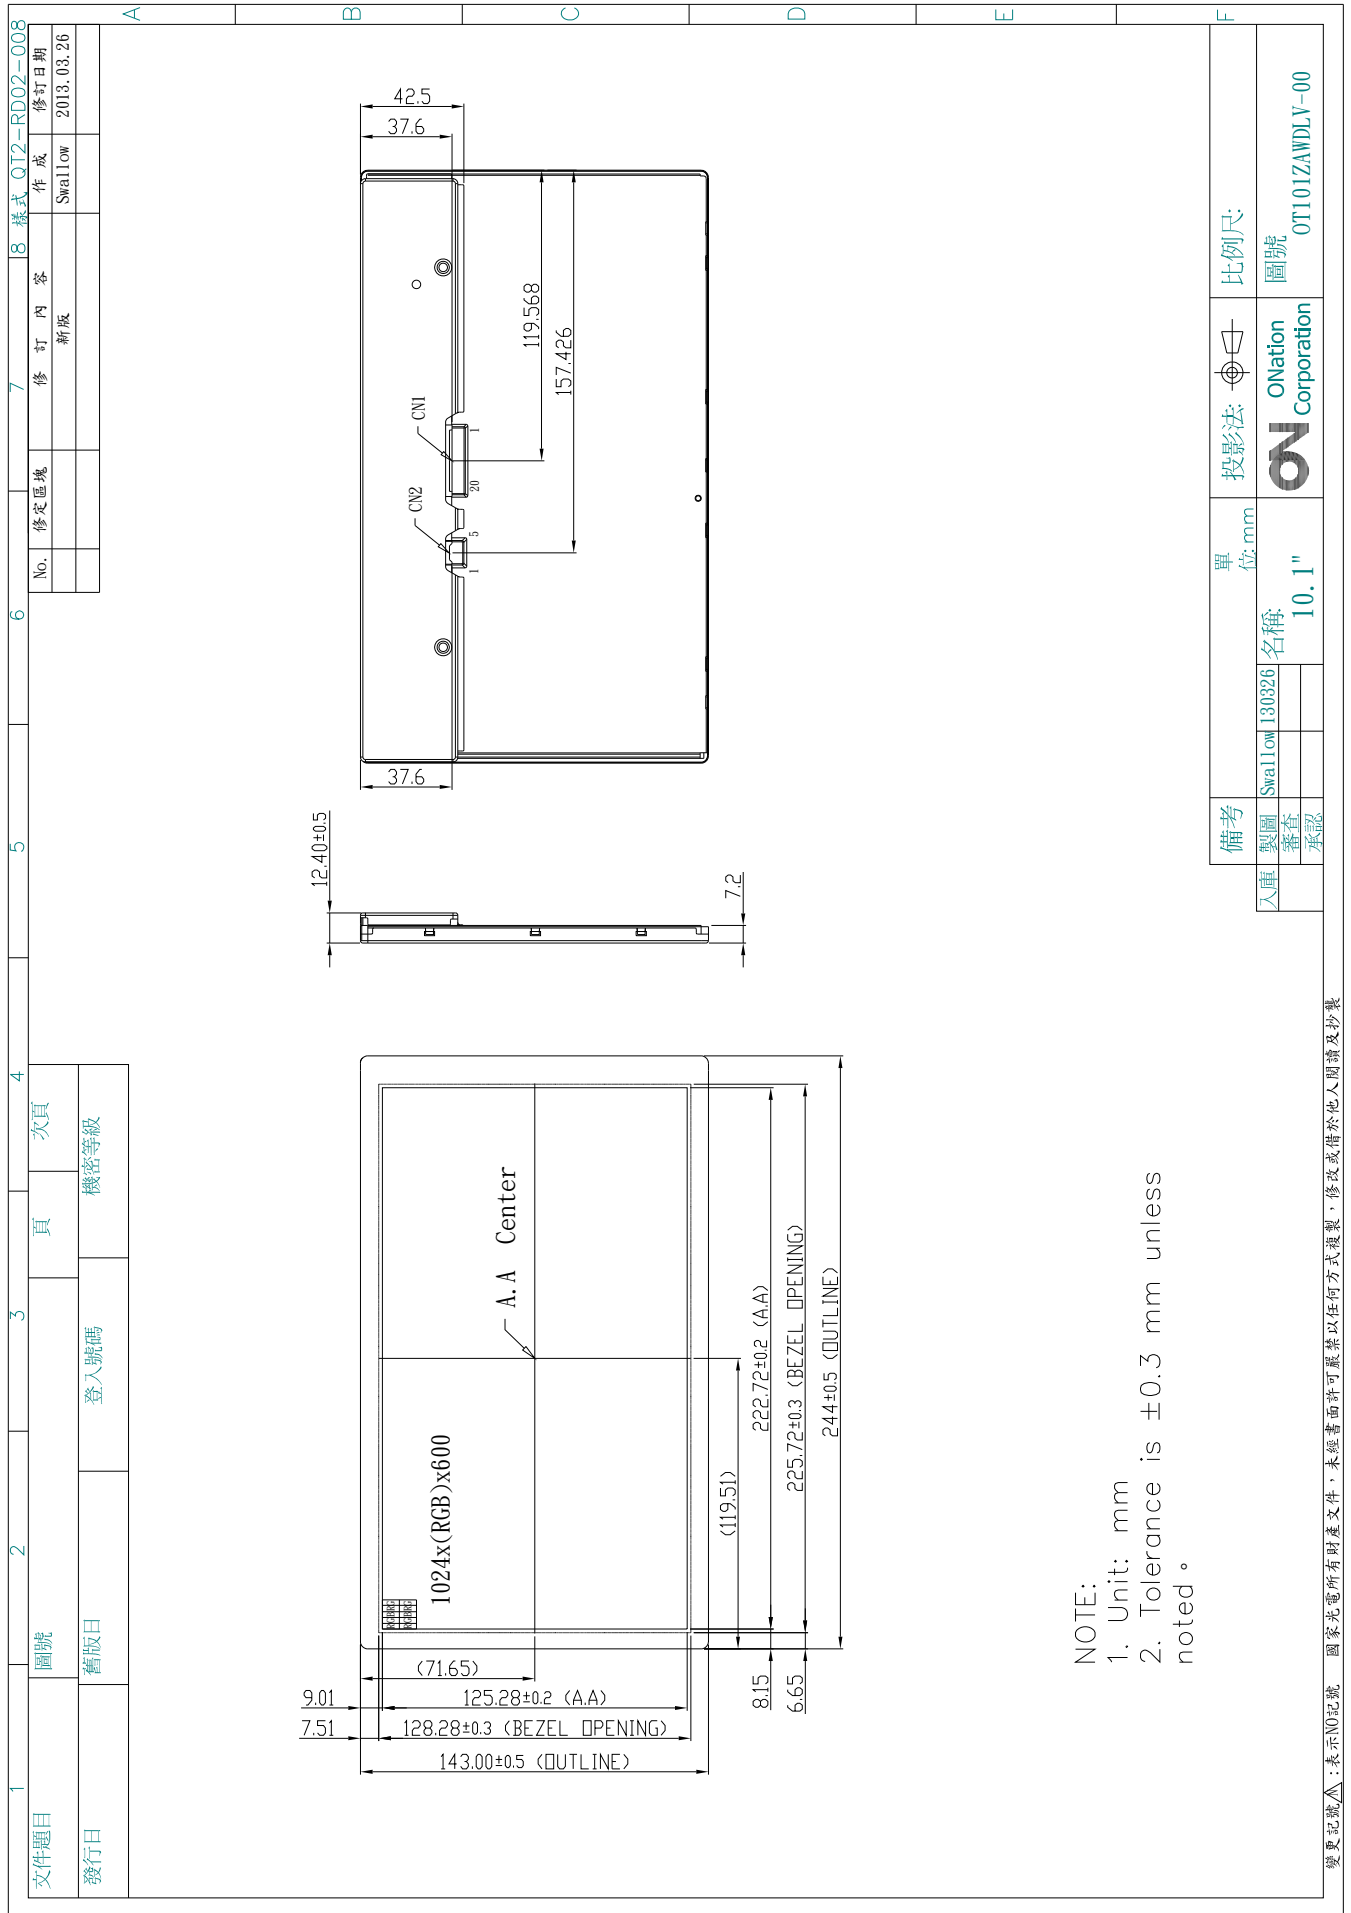 1 2 3 4 5 6 7 8 樣式 QT2-RD02-008
文件題目 圖號 頁 次頁
發行日 舊版日 登入號碼 機密等級
No. 修定區塊 修 訂 內 容 作 成 修訂日期
新版 Swallow 2013.03.26
A
B
C
D
E
F
9.01
7.51
(71.65)
125.28±0.2 (A.A)
128.28±0.3 (BEZEL OPENING)
143.00±0.5 (OUTLINE)
RGBRG
RGBRG
1024x(RGB)x600
A.A Center
(119.51)
222.72±0.2 (A.A)
225.72±0.3 (BEZEL OPENING)
244±0.5 (OUTLINE)
8.15
6.65
12.40±0.5
7.2
37.6
42.5
37.6
CN2
CN1
1 5 20 1
119.568
157.426
NOTE:
1. Unit: mm
2. Tolerance is ±0.3 mm unless
noted。
備考 單位:mm 投影法: 比例尺:
入庫 製圖 Swallow 130326 名稱: 10.1"
審查
承認
ON ONation Corporation
圖號
OT101ZAWDLV-00
變更記號 N :表示NO記號 國家光電所有財產文件,未經書面許可嚴禁以任何方式複製,修改或借於他人閱讀及抄襲